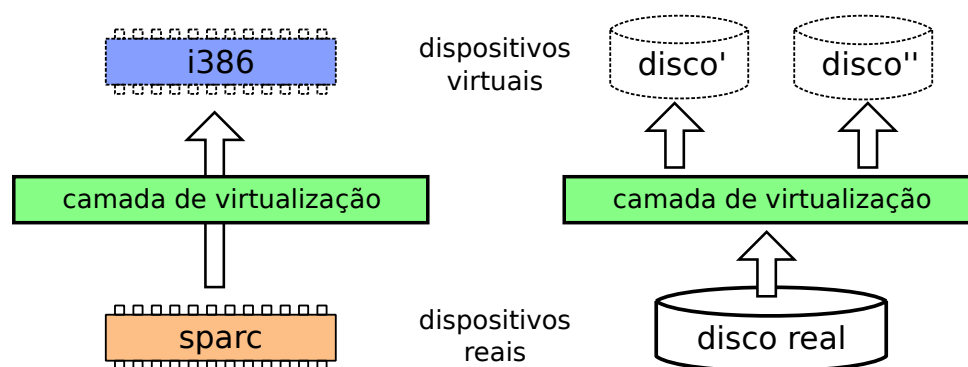 i386
dispositivos
virtuais
disco'
disco''
camada de virtualização
camada de virtualização
sparc
dispositivos
reais
disco real